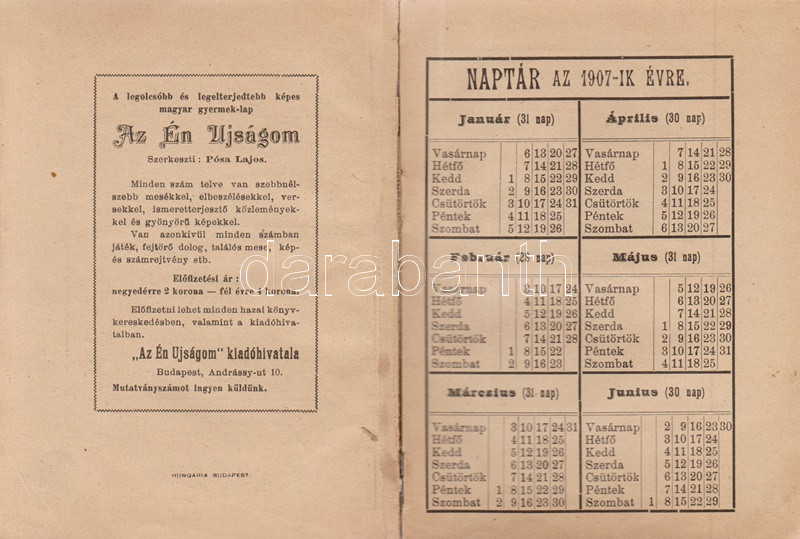 A legolcsóbb és legelterjedtebb képes
magyar gyermek-lap
Az Én Ujságom
Szerkeszti: Pósa Lajos.
Minden szám telve van szebbnél-
szebb mesékkel, elbeszélésekkel, ver-
sekkel, ismeretterjesztő közlemények-
kel és gyönyörű képekkel.
Van azonkívül minden számban
játék, fejtörő dolog, találós mese, kép-
és számrejtvény stb.
Előfizetési ár:
negyedévre 2 korona — fél évre 4 korona.
Előfizetni lehet minden hazai könyv-
kereskedésben, valamint a kiadóhiva-
talban.
„Az Én Ujságom" kiadóhivatala
Budapest, Andrássy-ut 10.
Mutatványszámot ingyen küldünk.
HUNGARIA BUDAPEST.
NAPTÁR AZ 1907-IK ÉVRE.
Január (31 nap)
Vasárnap 6 13 20 27
Hétfő 7 14 21 28
Kedd 1 8 15 22 29
Szerda 2 9 16 23 30
Csütörtök 3 10 17 24 31
Péntek 4 11 18 25
Szombat 5 12 19 26
Április (30 nap)
Vasárnap 7 14 21 28
Hétfő 1 8 15 22 29
Kedd 2 9 16 23 30
Szerda 3 10 17 24
Csütörtök 4 11 18 25
Péntek 5 12 19 26
Szombat 6 13 20 27
Február (28 nap)
Vasárnap 3 10 17 24
Hétfő 4 11 18 25
Kedd 5 12 19 26
Szerda 6 13 20 27
Csütörtök 7 14 21 28
Péntek 1 8 15 22
Szombat 2 9 16 23
Május (31 nap)
Vasárnap 5 12 19 26
Hétfő 6 13 20 27
Kedd 7 14 21 28
Szerda 1 8 15 22 29
Csütörtök 2 9 16 23 30
Péntek 3 10 17 24 31
Szombat 4 11 18 25
Márczius (31 nap)
Vasárnap 3 10 17 24 31
Hétfő 4 11 18 25
Kedd 5 12 19 26
Szerda 6 13 20 27
Csütörtök 7 14 21 28
Péntek 1 8 15 22 29
Szombat 2 9 16 23 30
Junius (30 nap)
Vasárnap 2 9 16 23 30
Hétfő 3 10 17 24
Kedd 4 11 18 25
Szerda 5 12 19 26
Csütörtök 6 13 20 27
Péntek 7 14 21 28
Szombat 1 8 15 22 29
darabanth